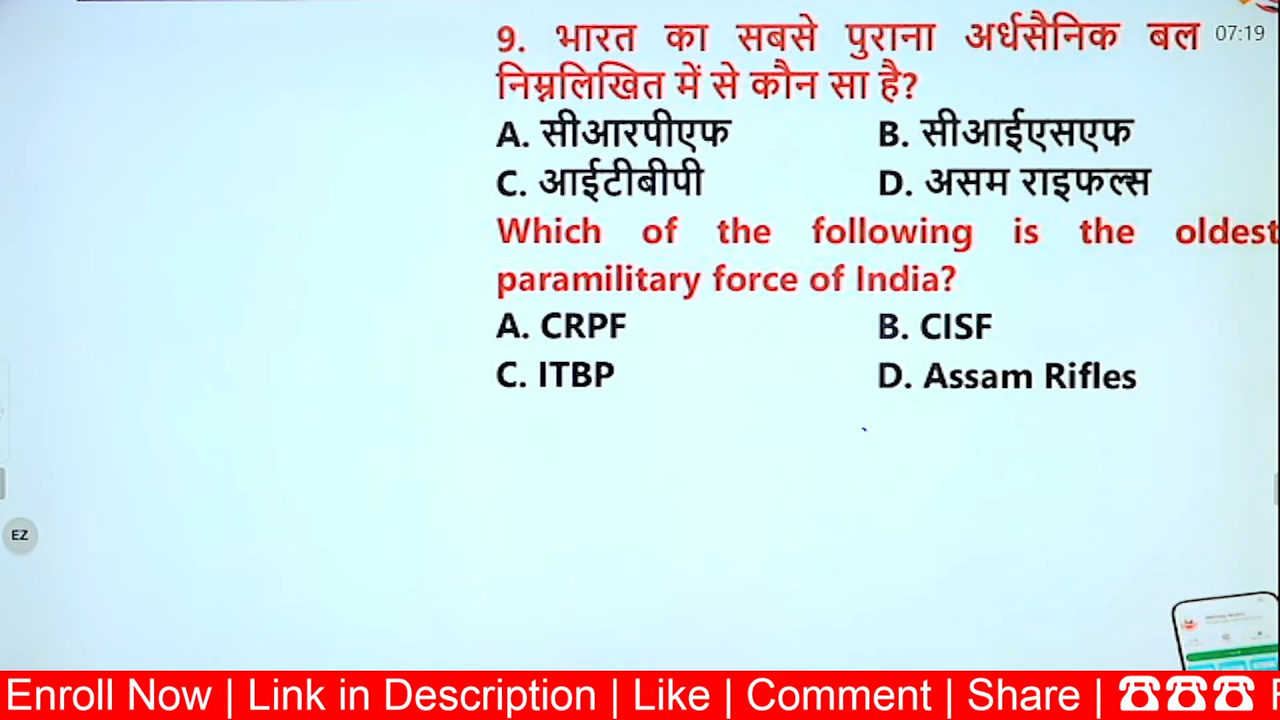 9. भारत का सबसे पुराना अर्धसैनिक बल
07:19
निम्नलिखित में से कौन सा है?
A. सीआरपीएफ B. सीआईएसएफ
C. आईटीबीपी D. असम राइफल्स
Which of the following is the oldest
paramilitary force of India?
A. CRPF B. CISF
C. ITBP D. Assam Rifles
EZ
Enroll Now | Link in Description | Like | Comment | Share | ☎☎☎